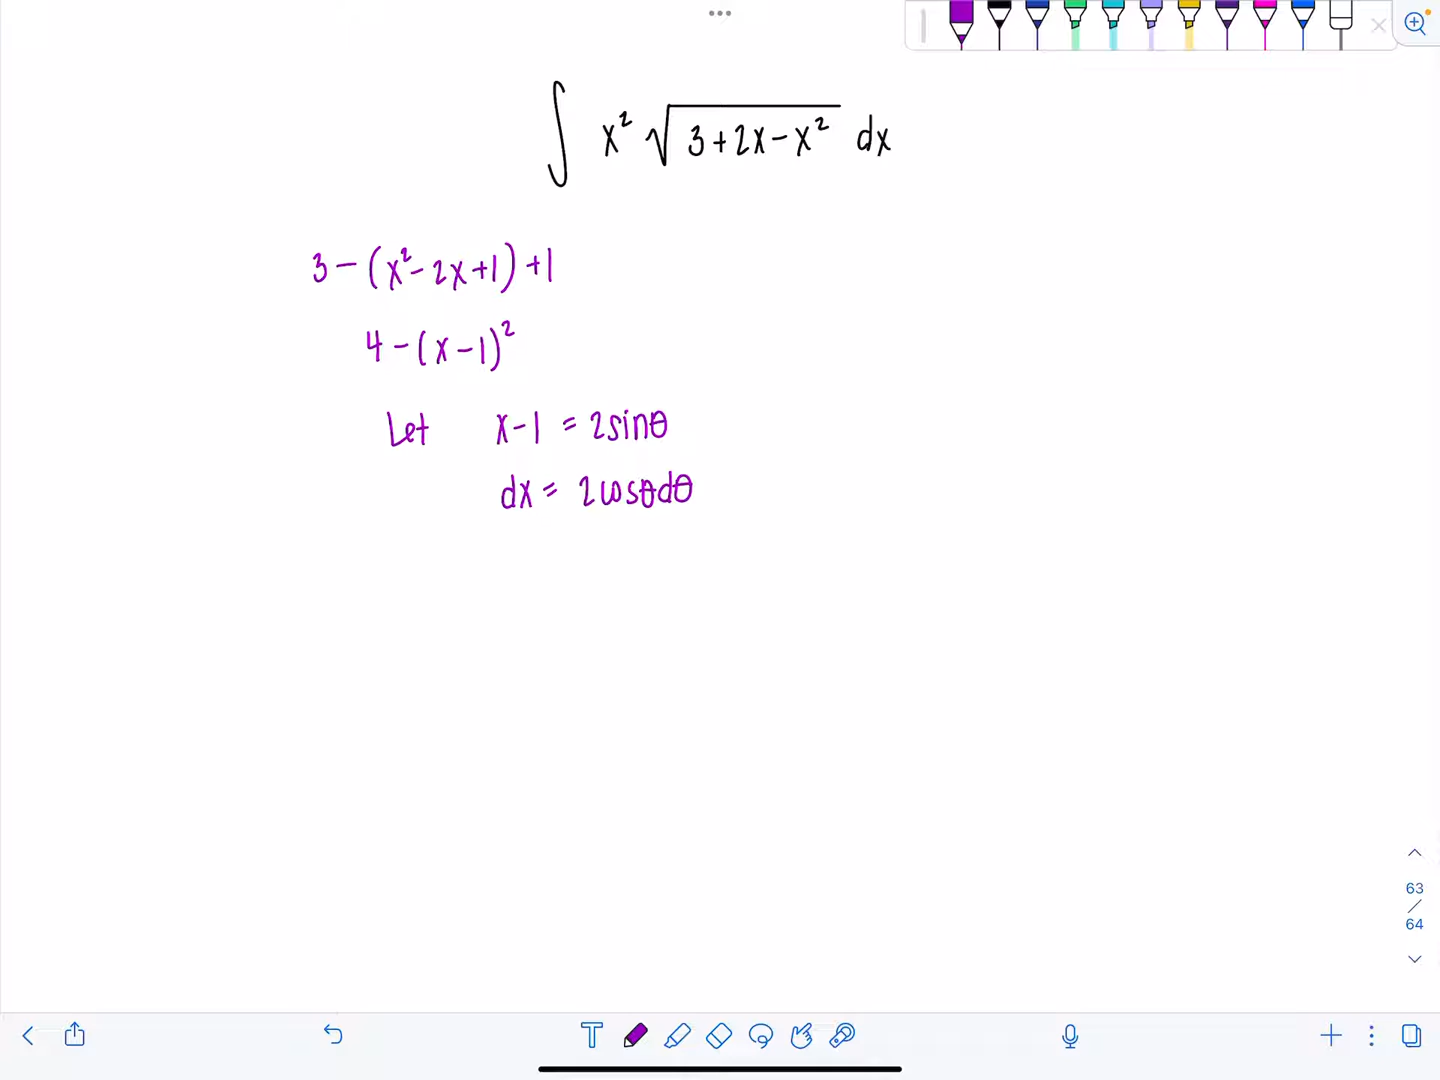 ∫ x² √(3+2x-x²) dx
3-(x²-2x+1)+1
4-(x-1)²
Let x-1 = 2sinθ
dx = 2cosθdθ
63
/
64
T